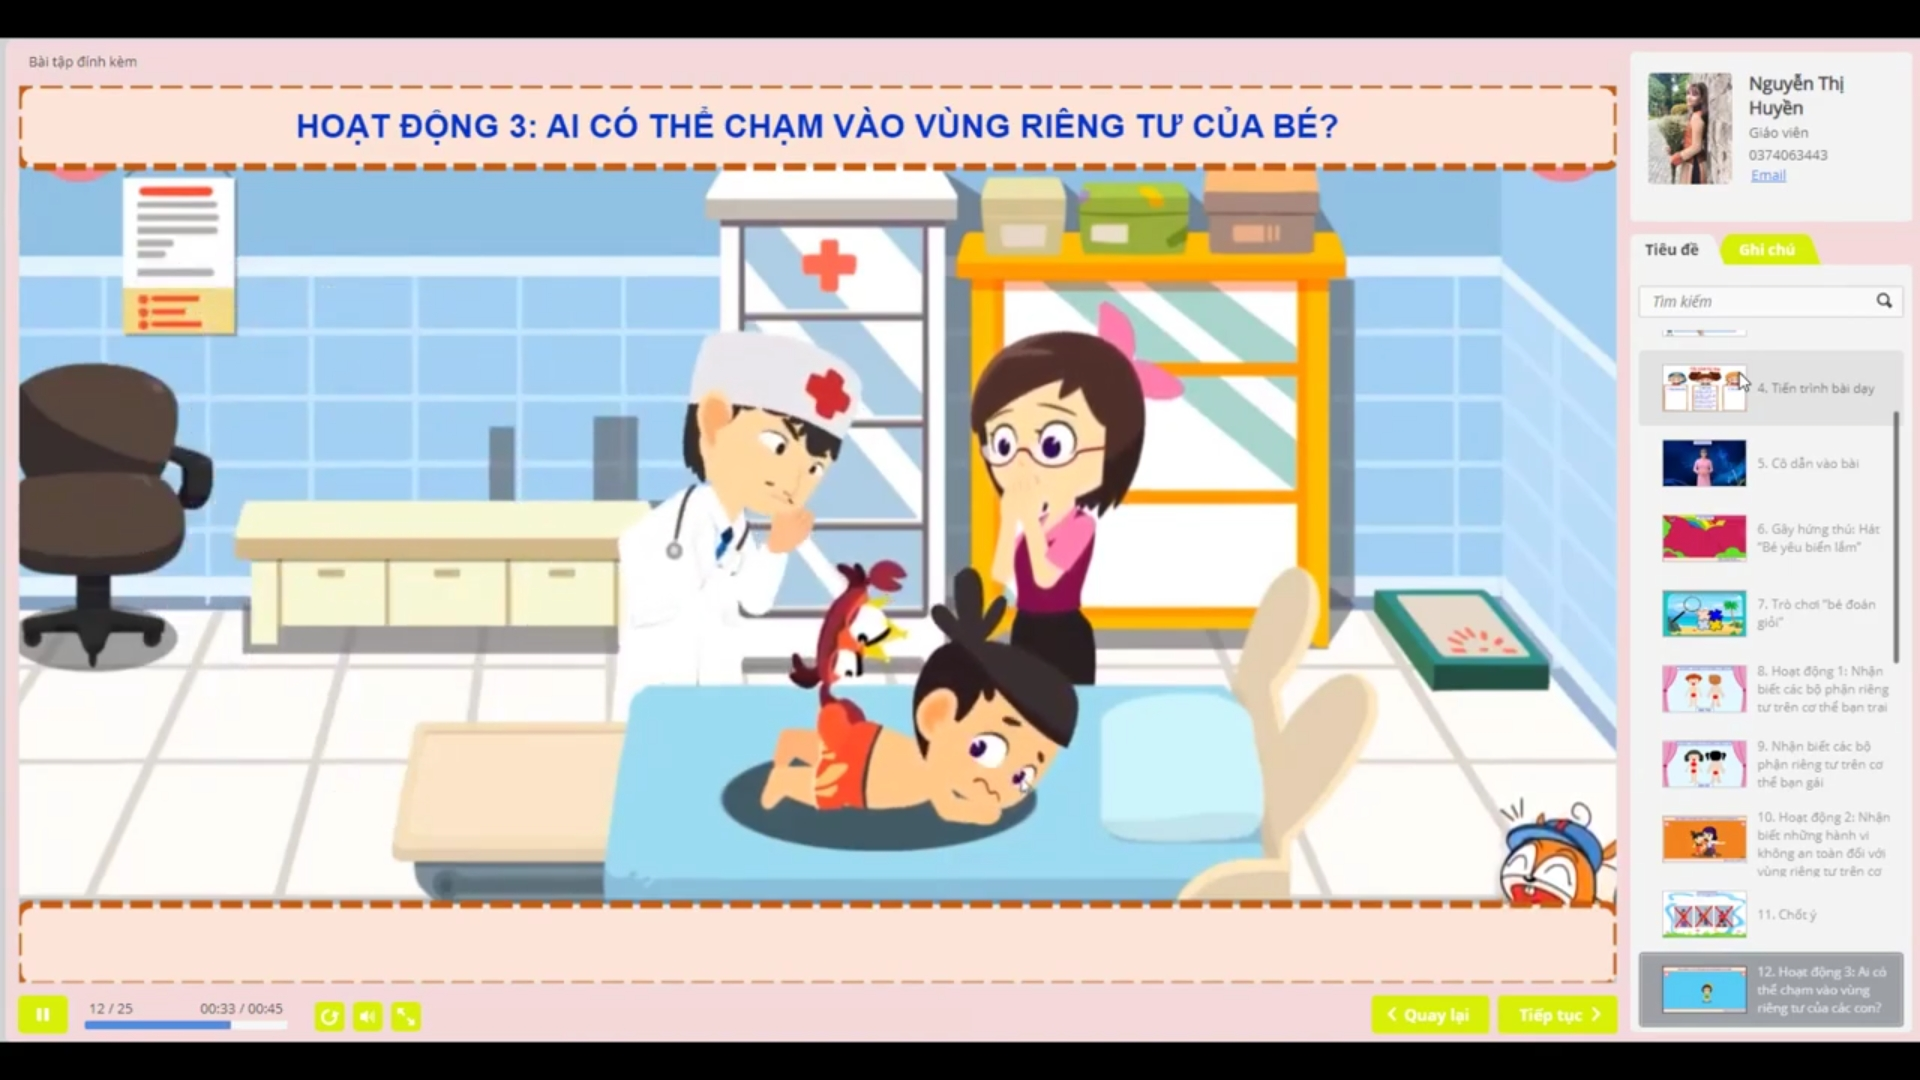 Bài tập đính kèm
HOẠT ĐỘNG 3: AI CÓ THỂ CHẠM VÀO VÙNG RIÊNG TƯ CỦA BÉ?
Nguyễn Thị
Huyền
Giáo viên
0374063443
Email
Tiêu đề
Ghi chú
Tìm kiếm
4. Tiến trình bài dạy
5. Cô dẫn vào bài
6. Gây hứng thú: Hát
"Bé yêu biển lắm"
7. Trò chơi "bé đoán
giỏi"
8. Hoạt động 1: Nhận
biết các bộ phận riêng
tư trên cơ thể bạn trai
9. Nhận biết các bộ
phận riêng tư trên cơ
thể bạn gái
10. Hoạt động 2: Nhận
biết những hành vi
không an toàn đối với
vùng riêng tư trên cơ
11. Chốt ý
12. Hoạt động 3: Ai có
thể chạm vào vùng
riêng tư của các con?
12 / 25
00:33 / 00:45
Quay lại
Tiếp tục